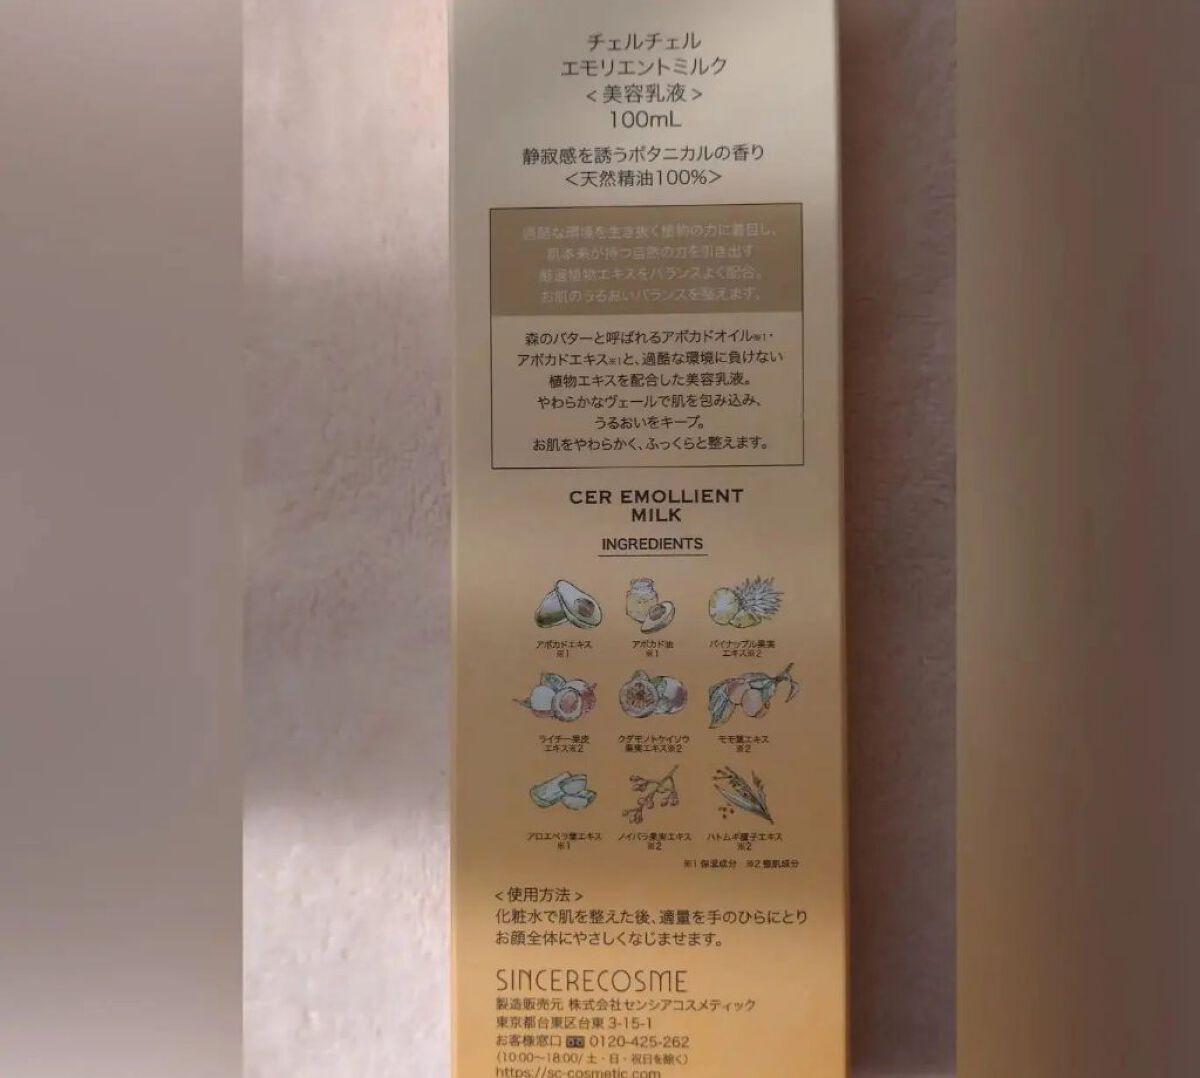 チェルチェル
エモリエントミルク
<美容乳液>
100mL
静寂感を誘うボタニカルの香り
<天然精油100%>
過酷な環境を生き抜く植物の力に着目し、
肌本来が持つ自然の力を引き出す
厳選植物エキスをバランスよく配合。
お肌のうるおいバランスを整えます。
森のバターと呼ばれるアボカドオイル※1・
アボカドエキス※1と、過酷な環境に負けない
植物エキスを配合した美容乳液。
やわらかなヴェールで肌を包み込み、
うるおいをキープ。
お肌をやわらかく、ふっくらと整えます。
CER EMOLLIENT
MILK
INGREDIENTS
アボカドエキス
※1
アボカド油
※1
パイナップル果実
エキス※2
ライチー果皮
エキス※2
クダモノトケイソウ
果実エキス※2
モモ葉エキス
※2
アロエベラ葉エキス
※1
ノイバラ果実エキス
※2
ハトムギ種子エキス
※2
※1 保湿成分 ※2 整肌成分
<使用方法>
化粧水で肌を整えた後、適量を手のひらにとり
お顔全体にやさしくなじませます。
SINCERECOSME
製造販売元 株式会社センシアコスメティック
東京都台東区台東 3-15-1
お客様窓口 0120-425-262
(10:00〜18:00/ 土・日・祝日を除く)
https://sc-cosmetic.com